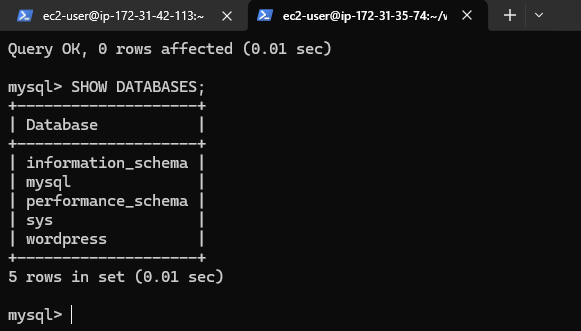 ec2-user@ip-172-31-42-113:~
ec2-user@ip-172-31-35-74:~/v
Query OK, 0 rows affected (0.01 sec)
mysql> SHOW DATABASES;
+--------------------+
| Database           |
+--------------------+
| information_schema |
| mysql              |
| performance_schema |
| sys                |
| wordpress          |
+--------------------+
5 rows in set (0.01 sec)
mysql>